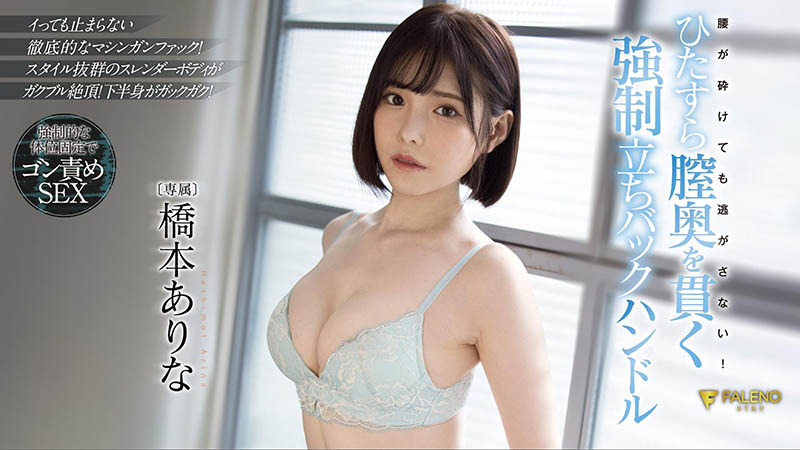 イっても止まらない
徹底的なマシンガンファック！
スタイル抜群のスレンダーボディが
ガクブル絶頂！下半身がガックガク！
強制的な
体位固定で
ゴン責め
SEX
〔専属〕
橋本ありな
Hashimot Arina
腰が砕けても逃がさない！
ひたすら膣奥を貫く
強制立ちバックハンドル
FALENO
STAR